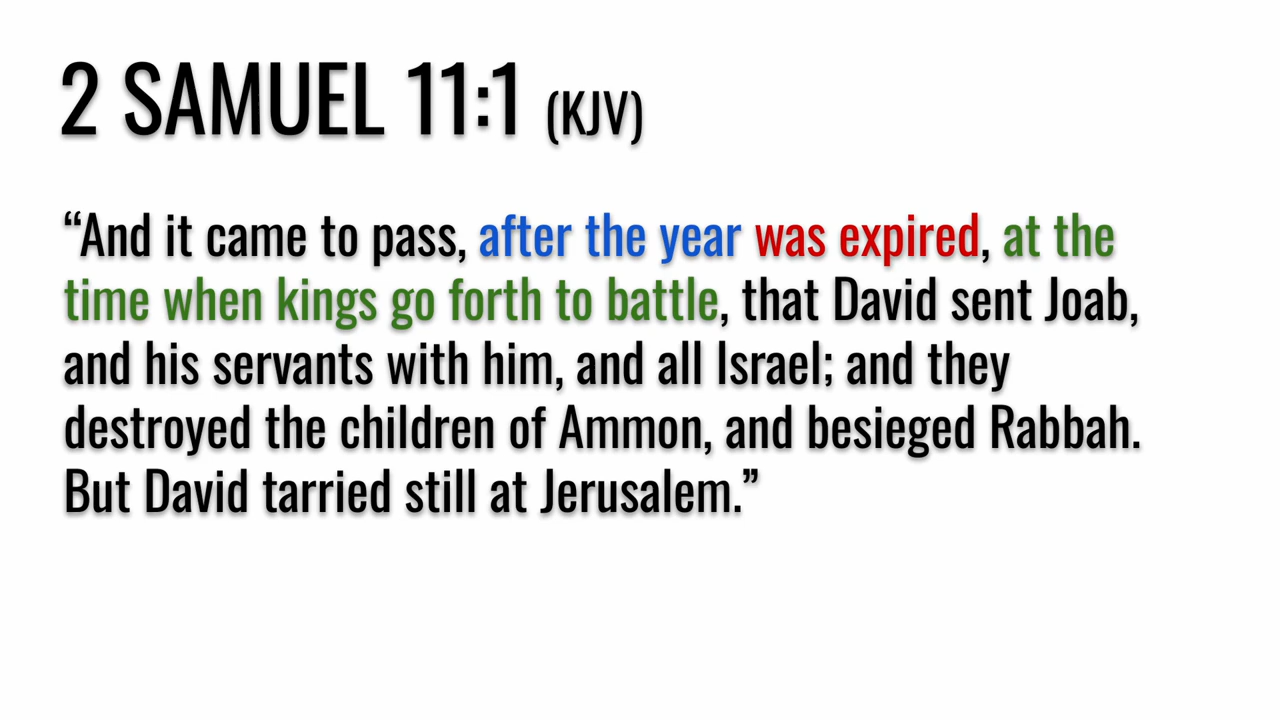 2 SAMUEL 11:1 (KJV)
“And it came to pass, after the year was expired, at the
time when kings go forth to battle, that David sent Joab,
and his servants with him, and all Israel; and they
destroyed the children of Ammon, and besieged Rabbah.
But David tarried still at Jerusalem.”